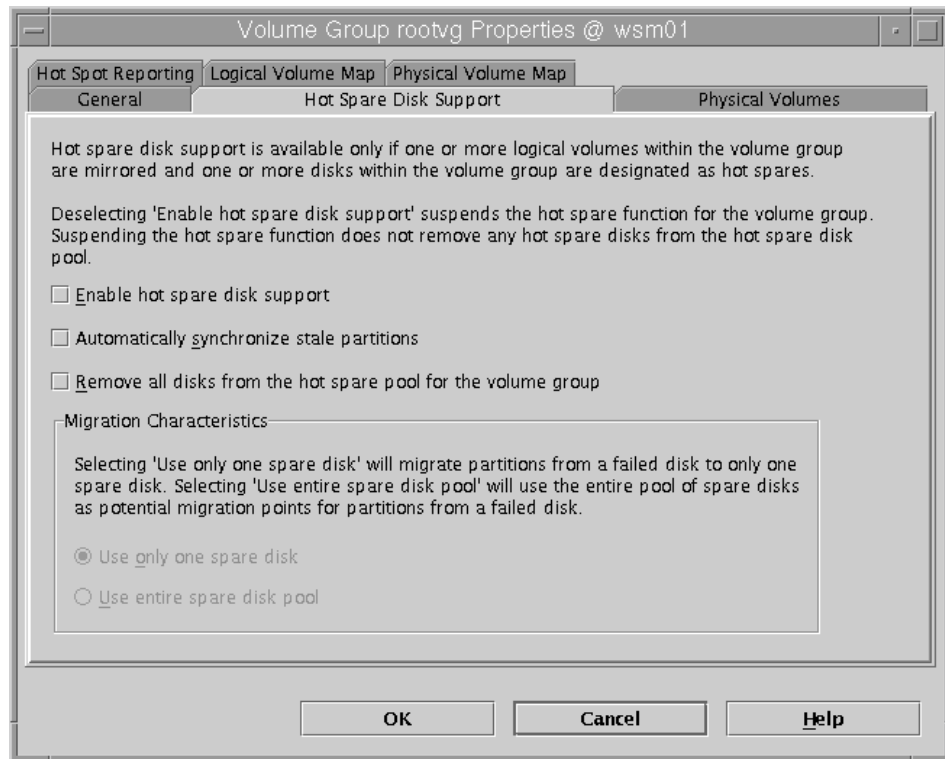 Volume Group rootvg Properties @ wsm01
Hot Spot Reporting
Logical Volume Map
Physical Volume Map
General
Hot Spare Disk Support
Physical Volumes
Hot spare disk support is available only if one or more logical volumes within the volume group
are mirrored and one or more disks within the volume group are designated as hot spares.
Deselecting 'Enable hot spare disk support' suspends the hot spare function for the volume group.
Suspending the hot spare function does not remove any hot spare disks from the hot spare disk
pool.
Enable hot spare disk support
Automatically synchronize stale partitions
Remove all disks from the hot spare pool for the volume group
Migration Characteristics
Selecting 'Use only one spare disk' will migrate partitions from a failed disk to only one
spare disk. Selecting 'Use entire spare disk pool' will use the entire pool of spare disks
as potential migration points for partitions from a failed disk.
Use only one spare disk
Use entire spare disk pool
OK
Cancel
Help